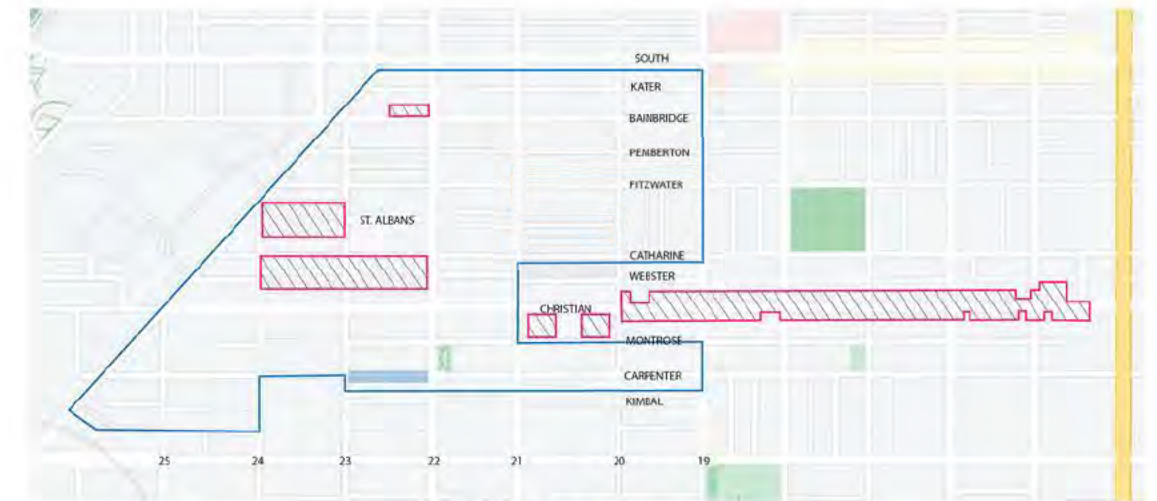 SOUTH
KATER
BAINBRIDGE
PEMBERTON
FITZWATER
ST. ALBANS
CATHARINE
WEBSTER
CHRISTIAN
MONTROSE
CARPENTER
KIMBAL
25 24 23 22 21 20 19